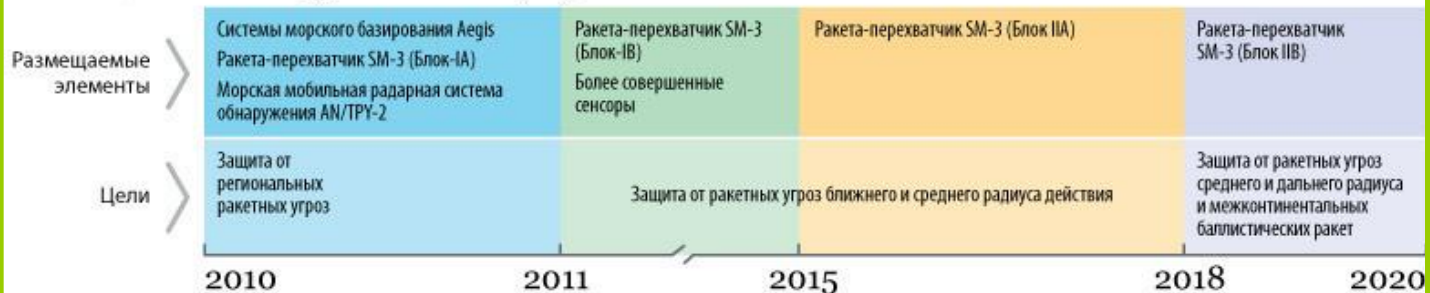 Размещаемые
элементы
Системы морского базирования Aegis
Ракета-перехватчик SM-3 (Блок-IA)
Морская мобильная радарная система
обнаружения AN/TPY-2
Ракета-перехватчик SM-3
(Блок-IB)
Более совершенные
сенсоры
Ракета-перехватчик SM-3 (Блок IIA)
Ракета-перехватчик
SM-3 (Блок IIB)
Цели
Защита от
региональных
ракетных угроз
Защита от ракетных угроз ближнего и среднего радиуса действия
Защита от ракетных угроз
среднего и дальнего радиуса
и межконтинентальных
баллистических ракет
2010 2011 2015 2018 2020